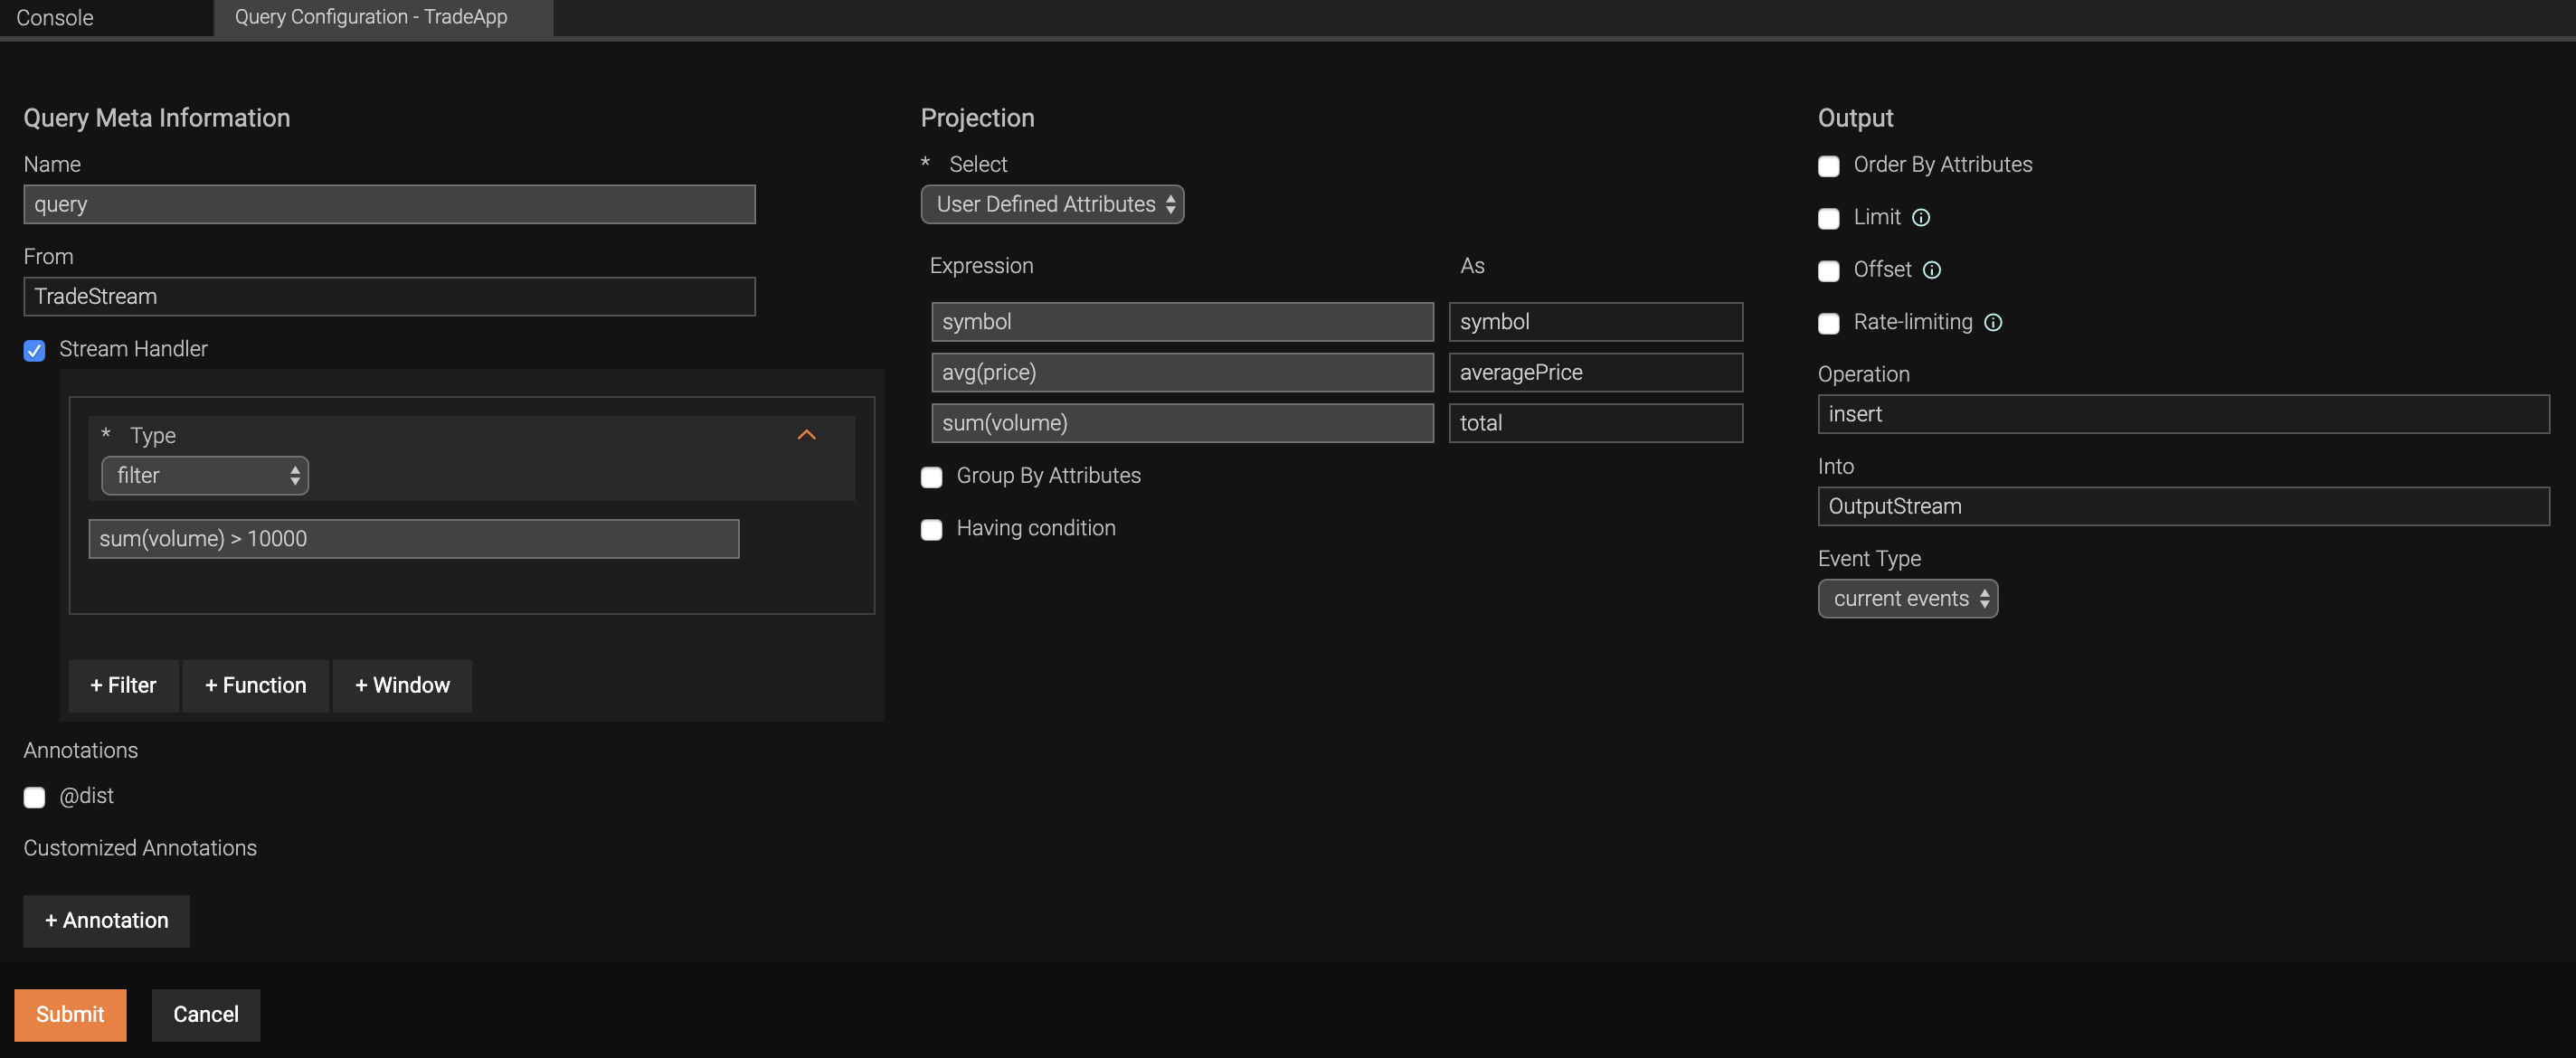 Console
Query Configuration - TradeApp
Query Meta Information
Name
query
From
TradeStream
Stream Handler
* Type
filter
sum(volume) > 10000
+ Filter
+ Function
+ Window
Annotations
@dist
Customized Annotations
+ Annotation
Projection
* Select
User Defined Attributes
Expression As
symbol symbol
avg(price) averagePrice
sum(volume) total
Group By Attributes
Having condition
Output
Order By Attributes
Limit
Offset
Rate-limiting
Operation
insert
Into
OutputStream
Event Type
current events
Submit
Cancel